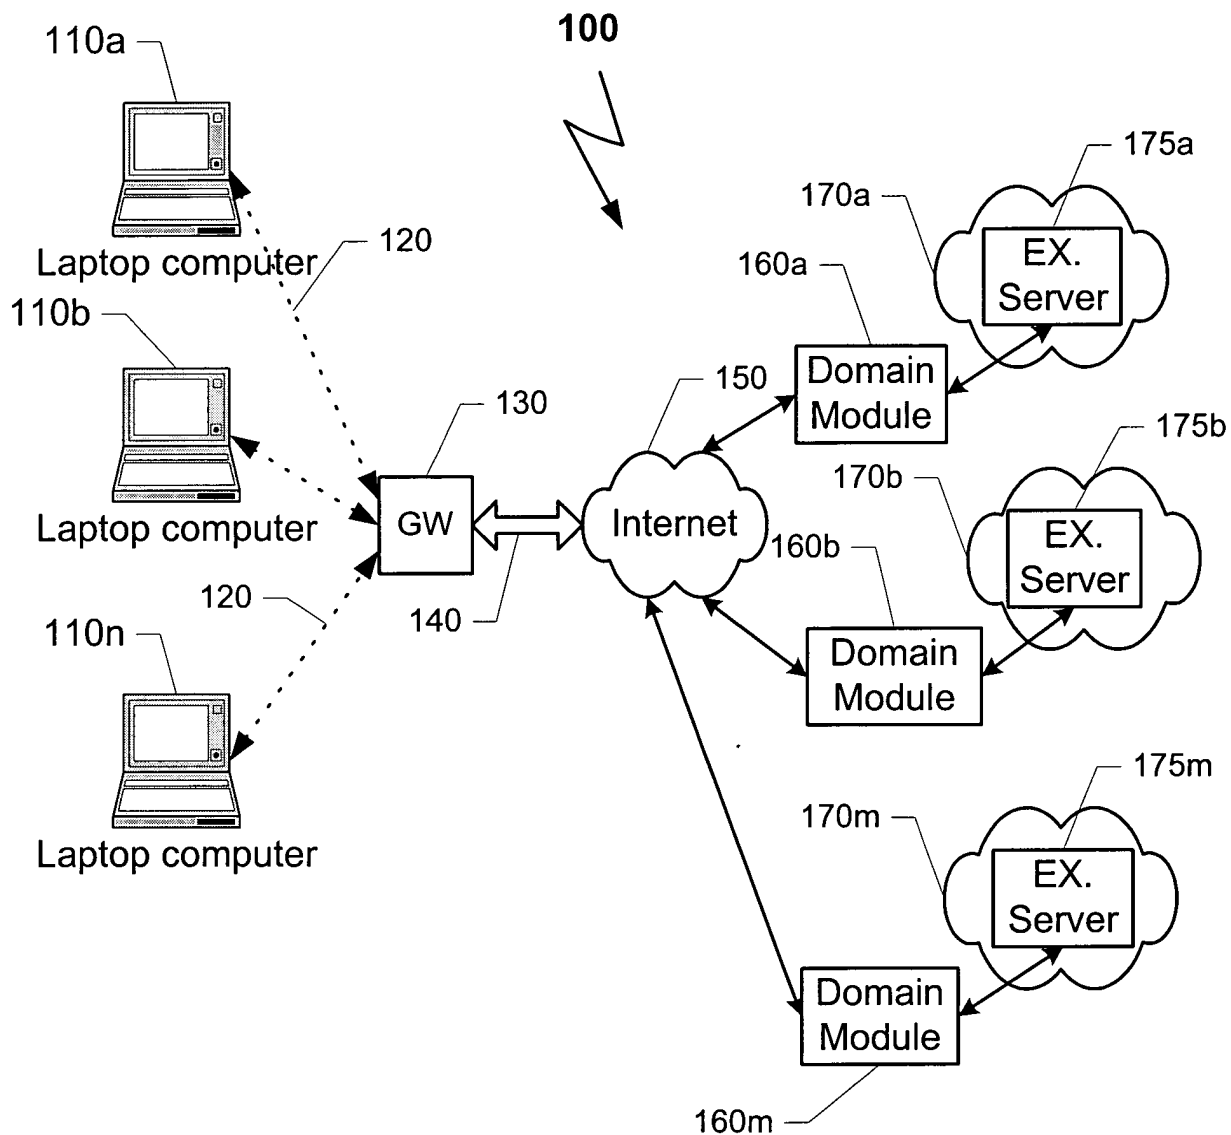 100
110a
Laptop computer
120
110b
Laptop computer
130
GW
140
120
110n
Laptop computer
150
Internet
160a
Domain
Module
170a
175a
EX.
Server
160b
Domain
Module
170b
175b
EX.
Server
170m
175m
EX.
Server
Domain
Module
160m